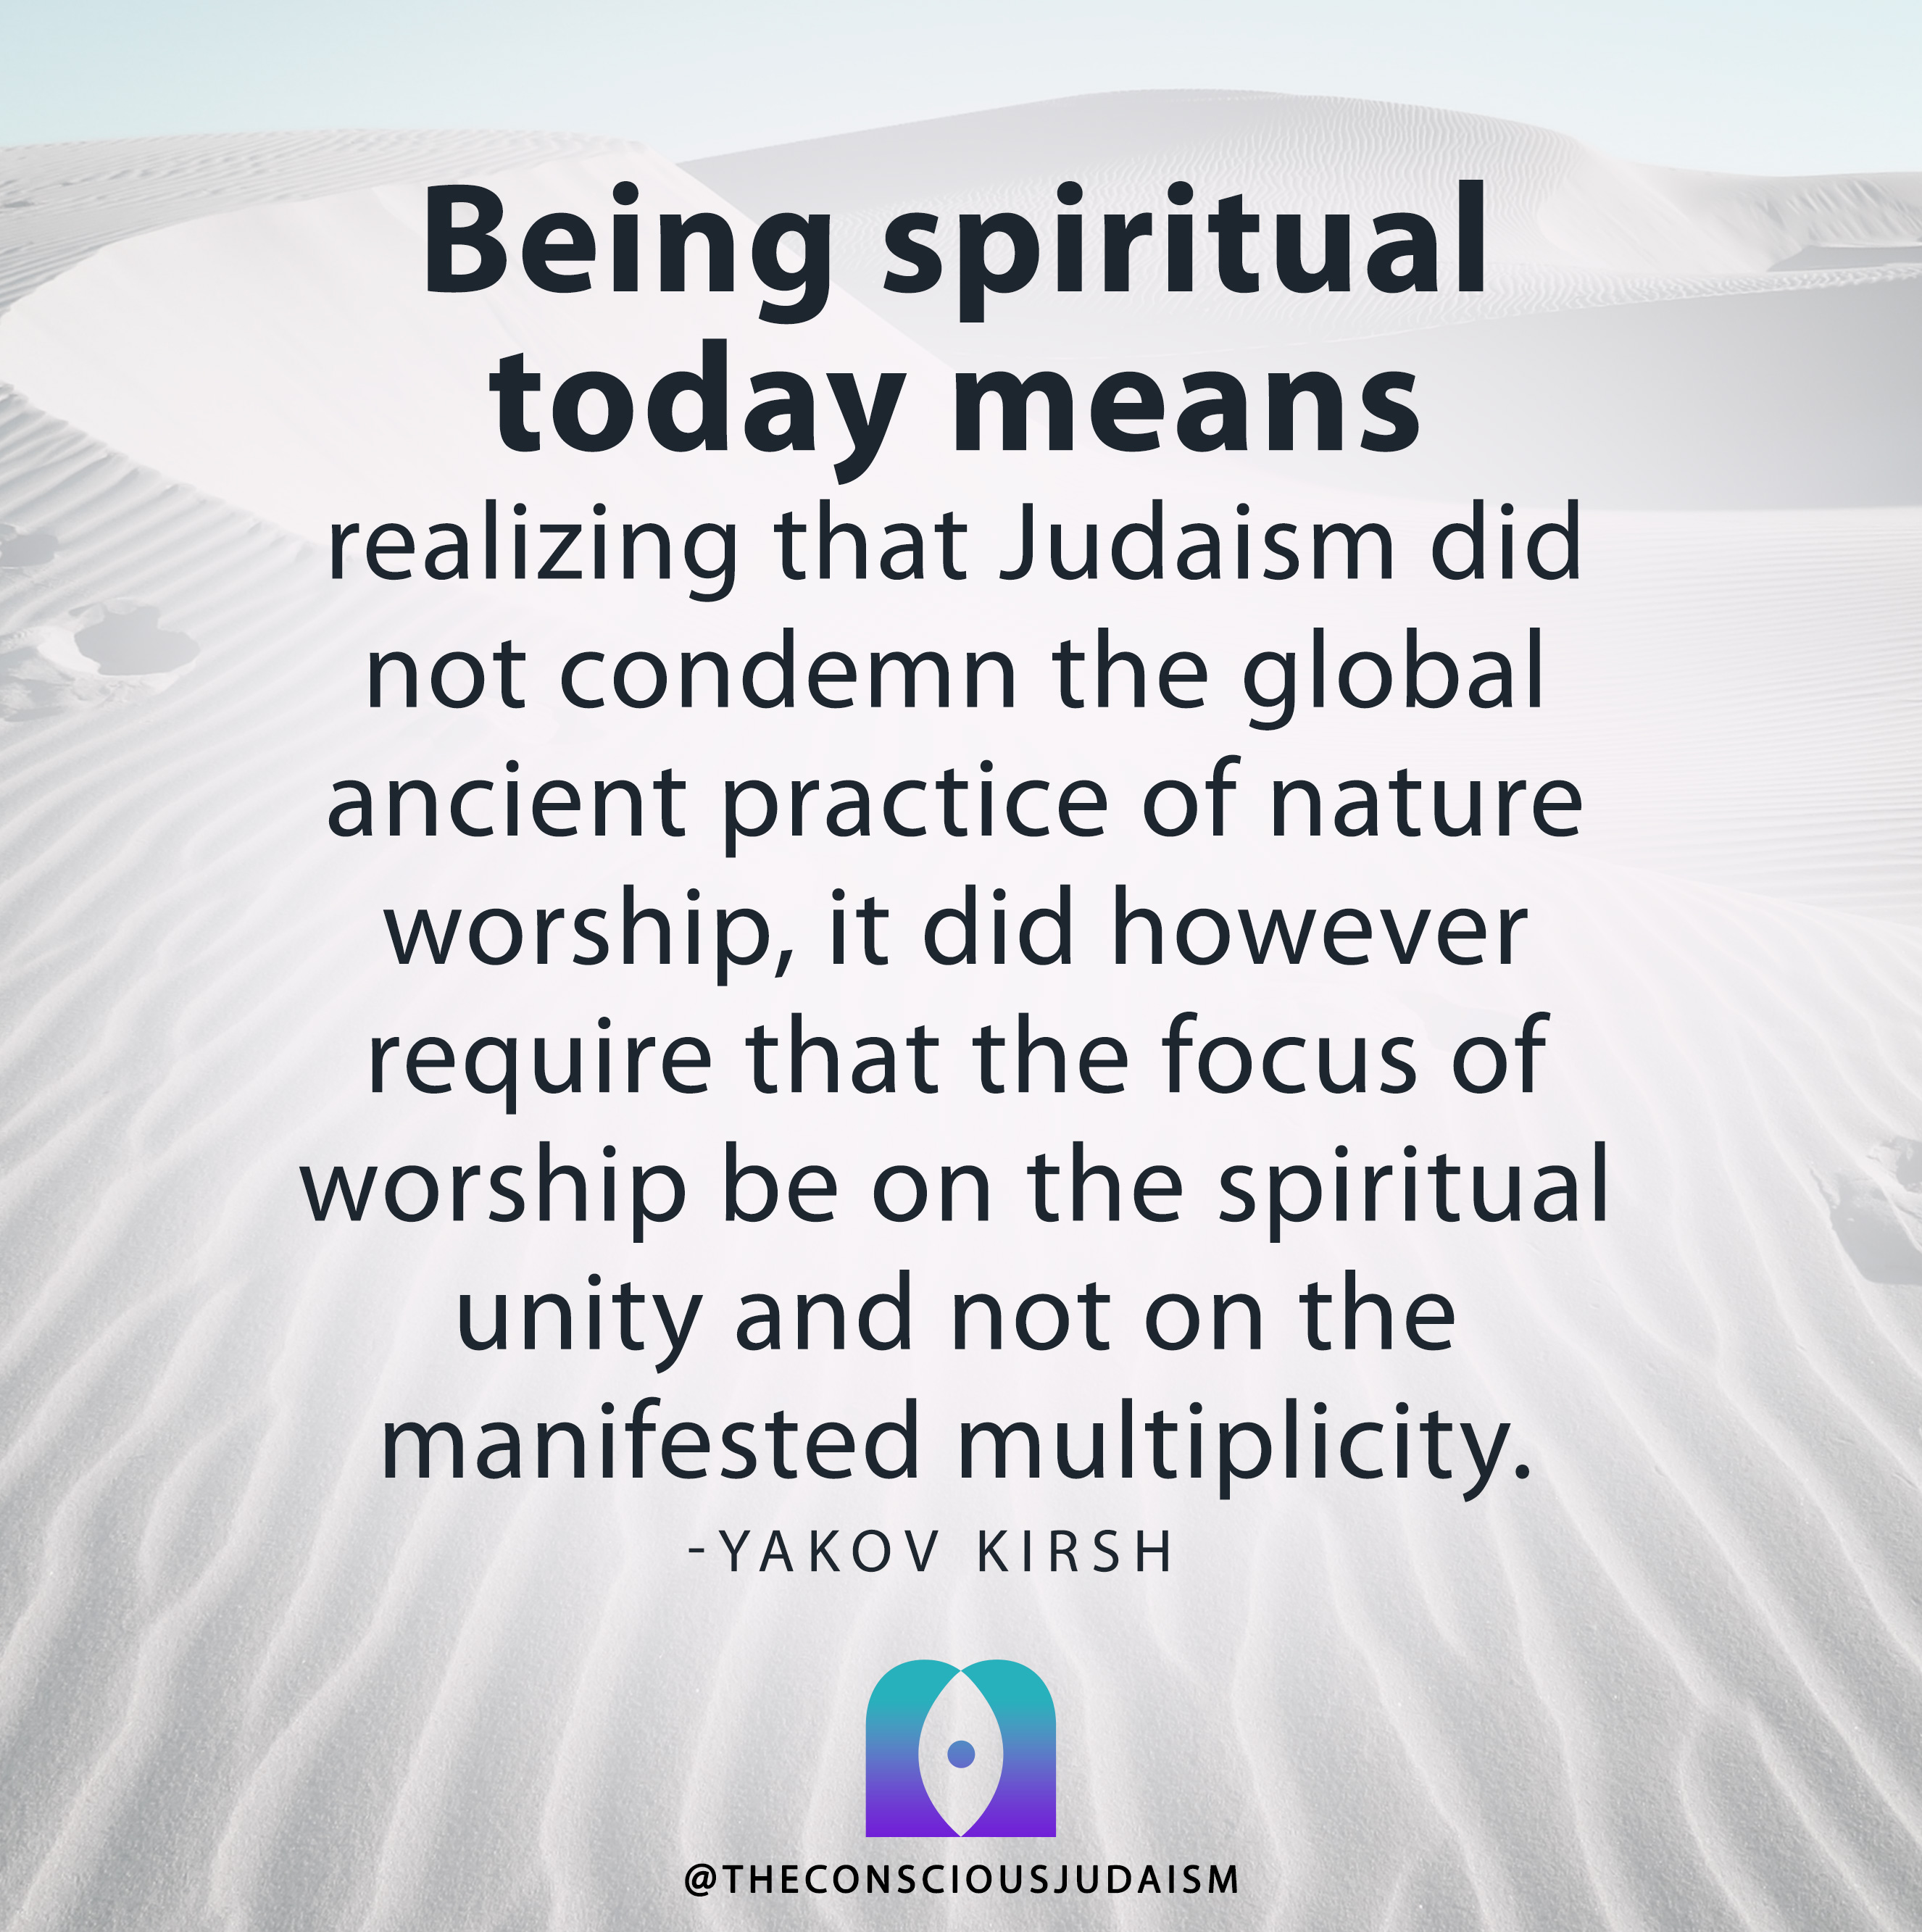 Being spiritual
today means
realizing that Judaism did
not condemn the global
ancient practice of nature
worship, it did however
require that the focus of
worship be on the spiritual
unity and not on the
manifested multiplicity.
-YAKOV KIRSH
@THECONSCIOUSJUDAISM